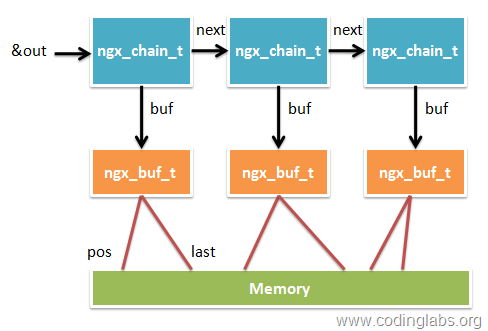 next next
&out ngx_chain_t ngx_chain_t ngx_chain_t
buf buf buf
ngx_buf_t ngx_buf_t ngx_buf_t
pos last
Memory
www.codinglabs.org